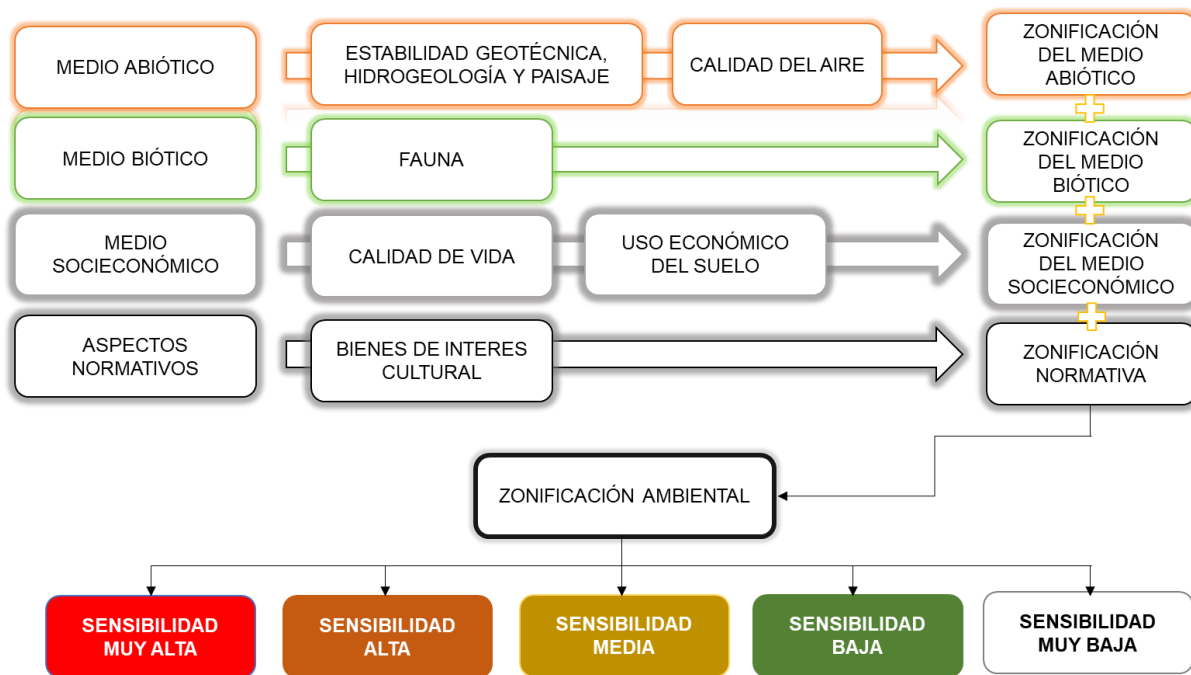 MEDIO ABIÓTICO
ESTABILIDAD GEOTÉCNICA,
HIDROGEOLOGÍA Y PAISAJE
CALIDAD DEL AIRE
ZONIFICACIÓN
DEL MEDIO
ABIÓTICO
MEDIO BIÓTICO
FAUNA
ZONIFICACIÓN
DEL MEDIO
BIÓTICO
MEDIO
SOCIECONÓMICO
CALIDAD DE VIDA
USO ECONÓMICO
DEL SUELO
ZONIFICACIÓN
DEL MEDIO
SOCIECONÓMICO
ASPECTOS
NORMATIVOS
BIENES DE INTERES
CULTURAL
ZONIFICACIÓN
NORMATIVA
ZONIFICACIÓN AMBIENTAL
SENSIBILIDAD
MUY ALTA
SENSIBILIDAD
ALTA
SENSIBILIDAD
MEDIA
SENSIBILIDAD
BAJA
SENSIBILIDAD
MUY BAJA